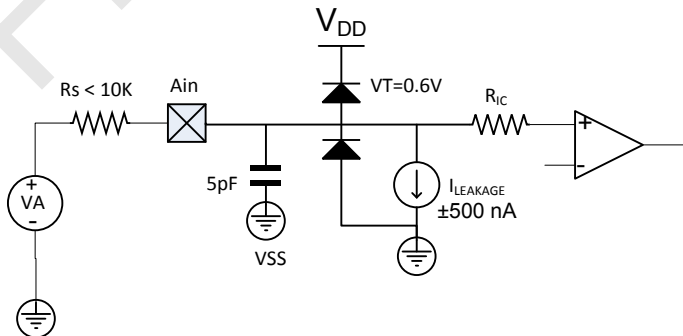 VDD
Rs < 10K
Ain
VT=0.6V
RIC
+
-
+
VA
-
5pF
ILEAKAGE
±500 nA
VSS